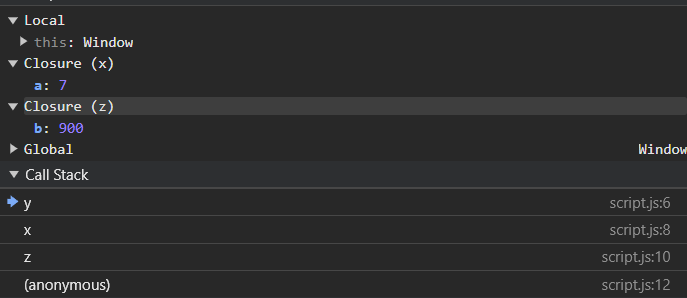 Local
this: Window
Closure (x)
a: 7
Closure (z)
b: 900
Global Window
Call Stack
y script.js:6
x script.js:8
z script.js:10
(anonymous) script.js:12